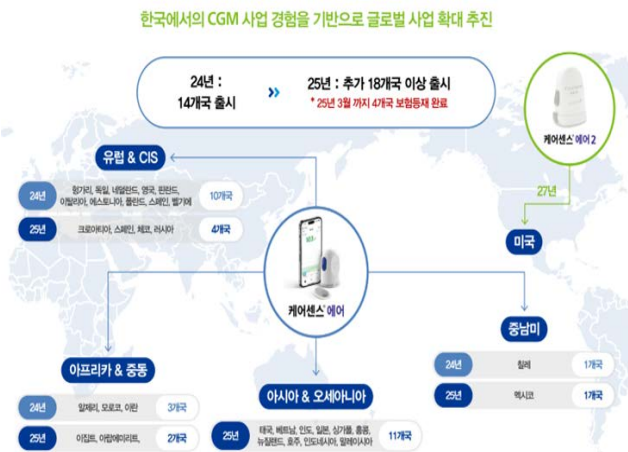 한국에서의 CGM 사업 경험을 기반으로 글로벌 사업 확대 추진
24년 :
14개국 출시
»
25년 : 추가 18개국 이상 출시
* 25년 3월 까지 4개국 보험등재 완료
케어센스 에어 2
27년
미국
유럽 & CIS
24년 헝가리, 독일, 네덜란드, 영국, 핀란드, 10개국
이탈리아, 에스토니아, 폴란드, 스페인, 벨기에
25년 크로아티아, 스페인, 체코, 러시아 4개국
케어센스 에어
중남미
24년 칠레 1개국
25년 멕시코 1개국
아프리카 & 중동
24년 알제리, 모로코, 이란 3개국
25년 이집트, 아랍에미리트, 2개국
아시아 & 오세아니아
25년 태국, 베트남, 인도, 일본, 싱가폴, 홍콩, 11개국
뉴질랜드, 호주, 인도네시아, 말레이시아